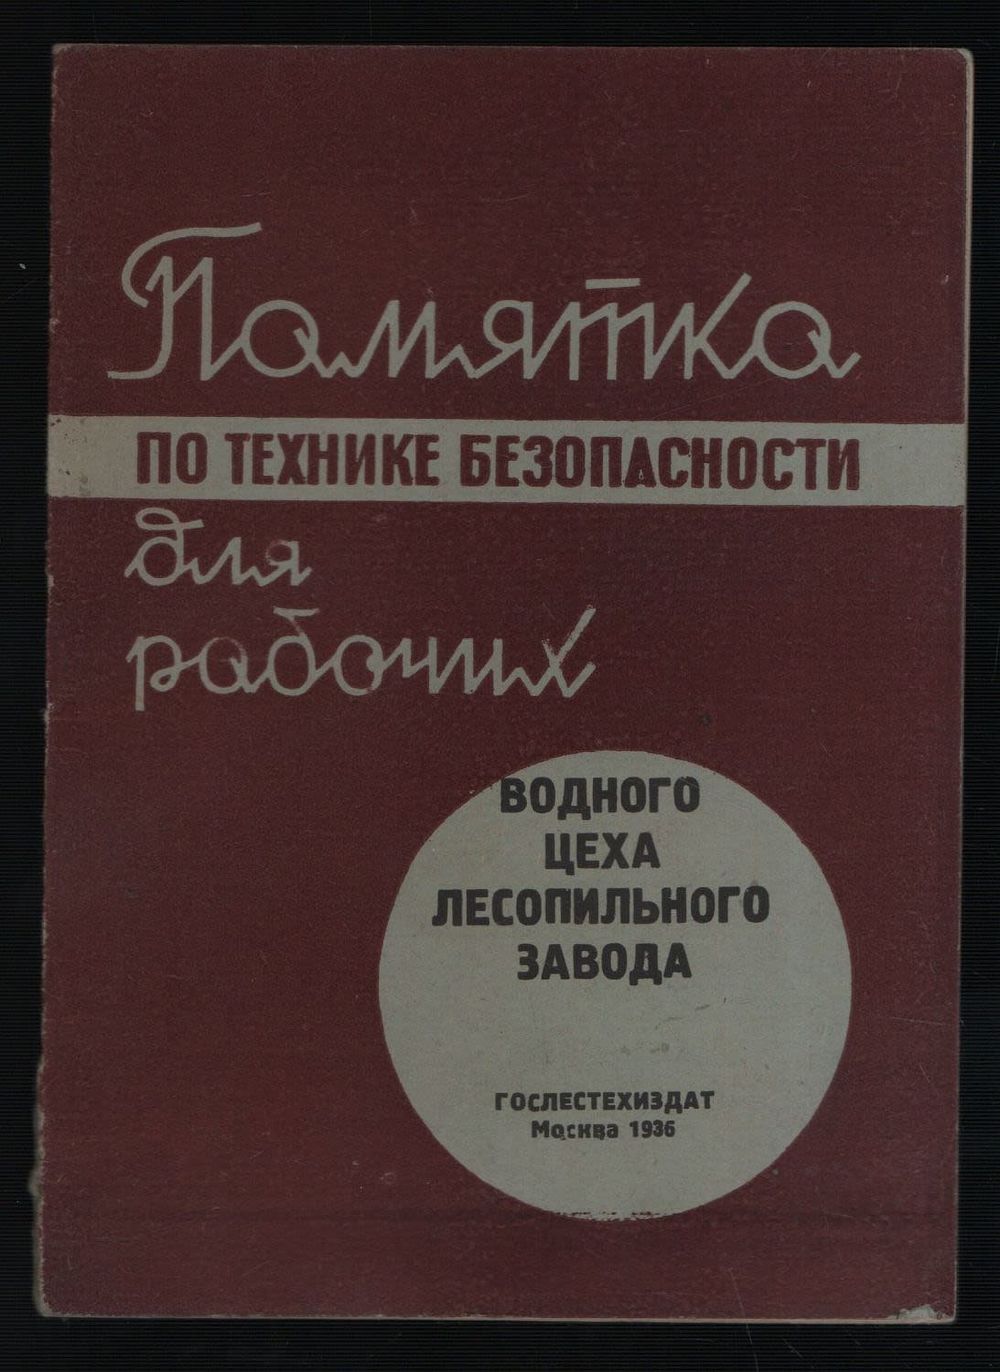 Памятка
ПО ТЕХНИКЕ БЕЗОПАСНОСТИ
для
рабочих
ВОДНОГО
ЦЕХА
ЛЕСОПИЛЬНОГО
ЗАВОДА
ГОСЛЕСТЕХИЗДАТ
Москва 1936